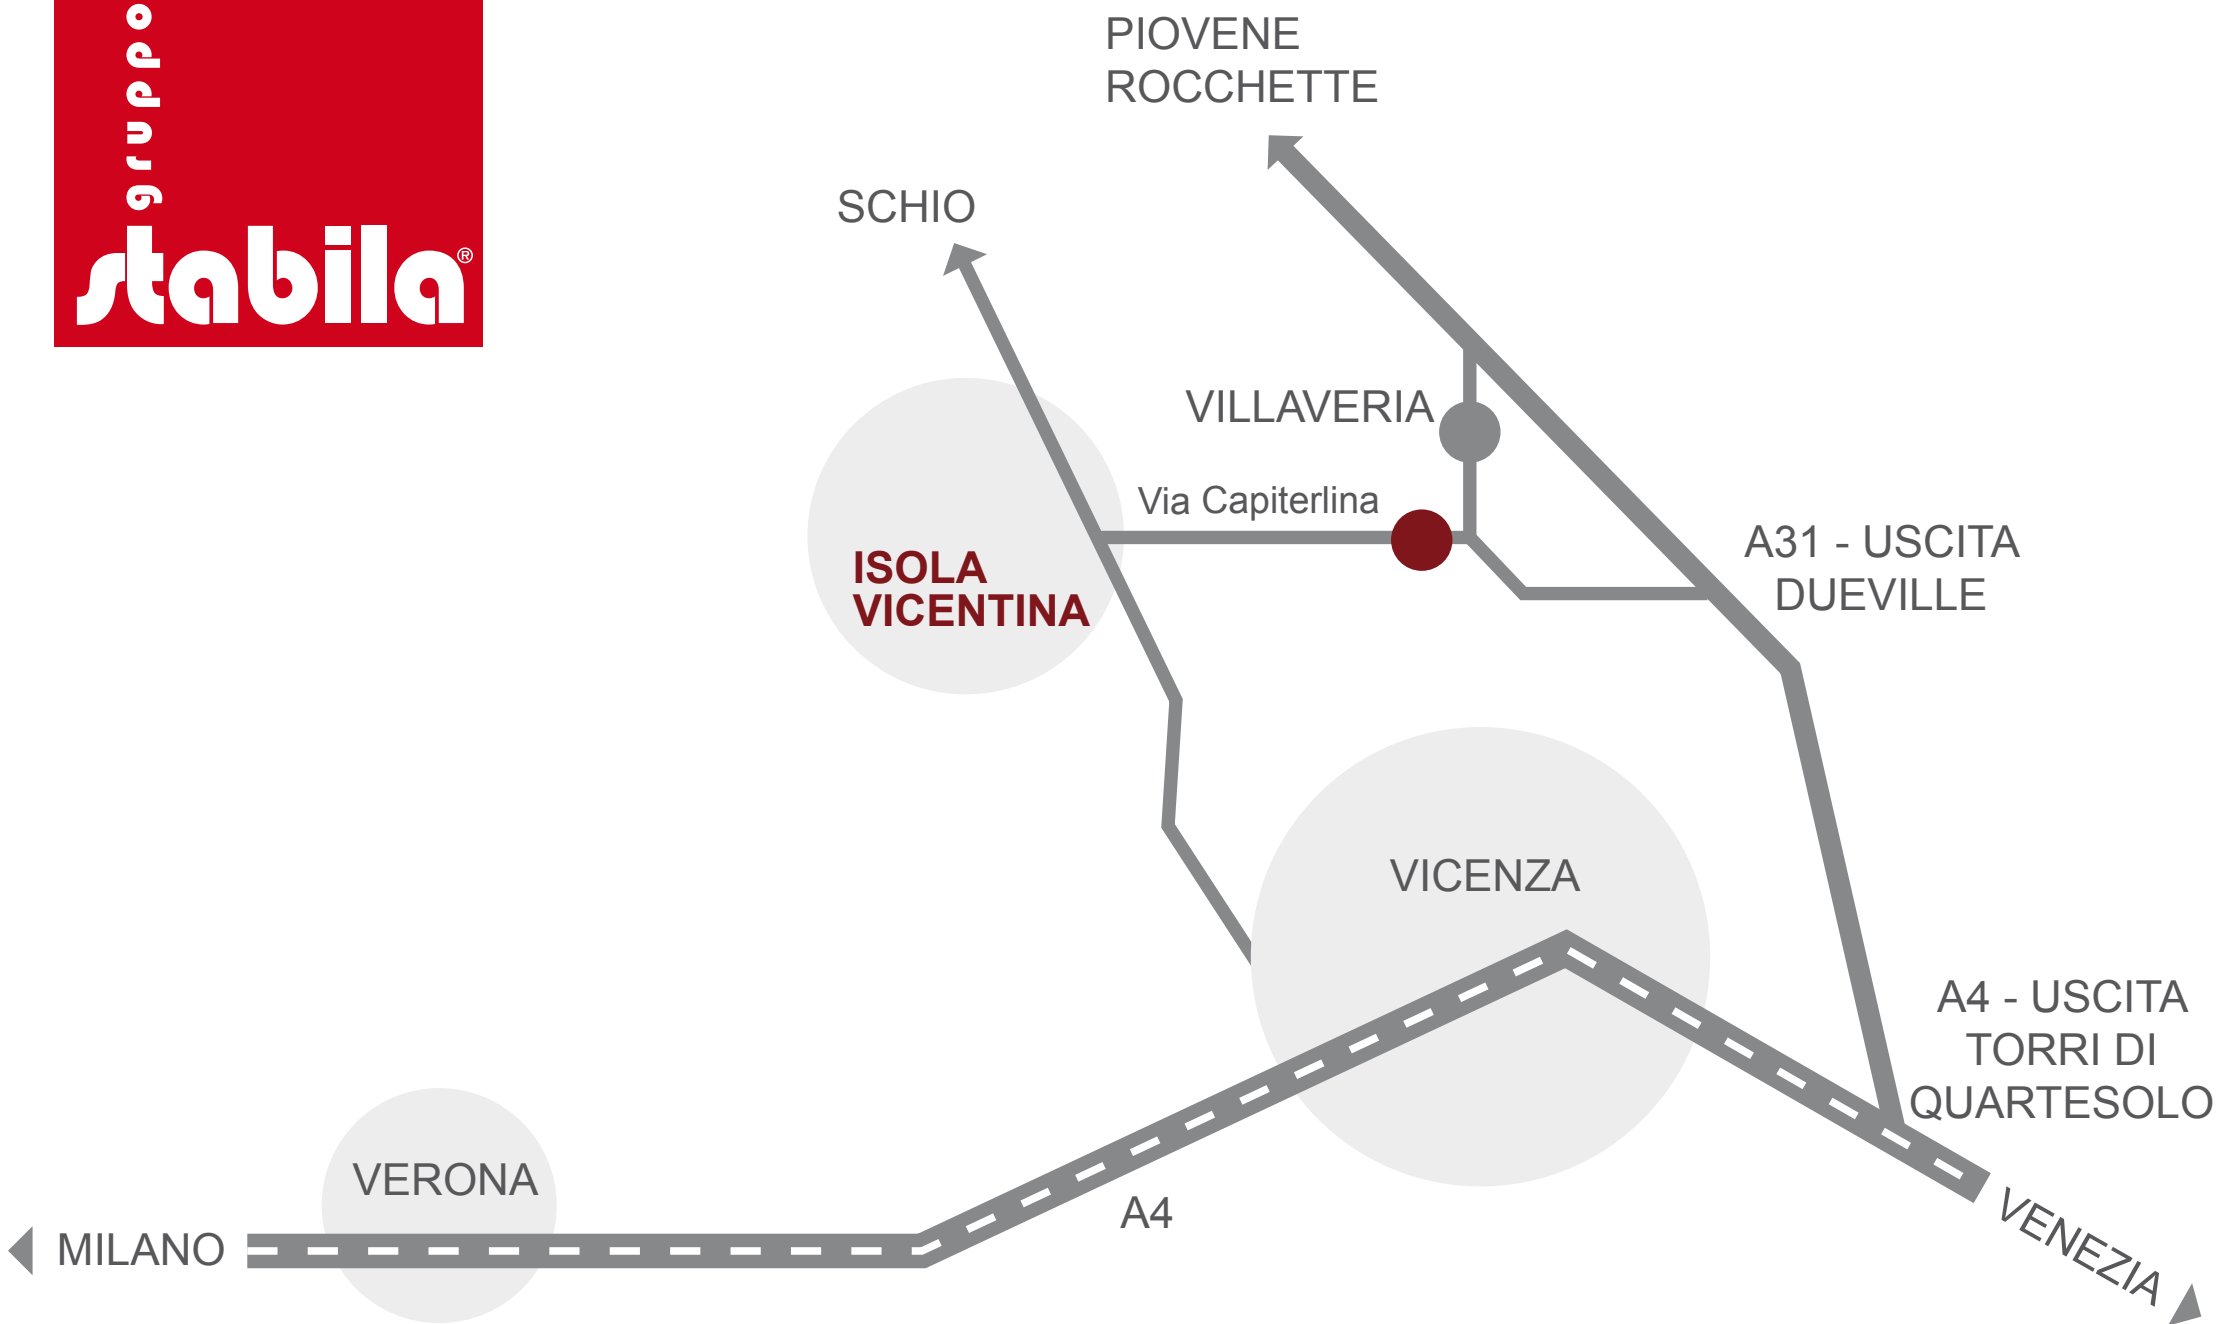 gruppo
stabila®
PIOVENE
ROCCHETTE
SCHIO
VILLAVERIA
Via Capiterlina
A31 - USCITA
DUEVILLE
ISOLA
VICENTINA
VICENZA
A4 - USCITA
TORRI DI
QUARTESOLO
VERONA
A4
MILANO
VENEZIA